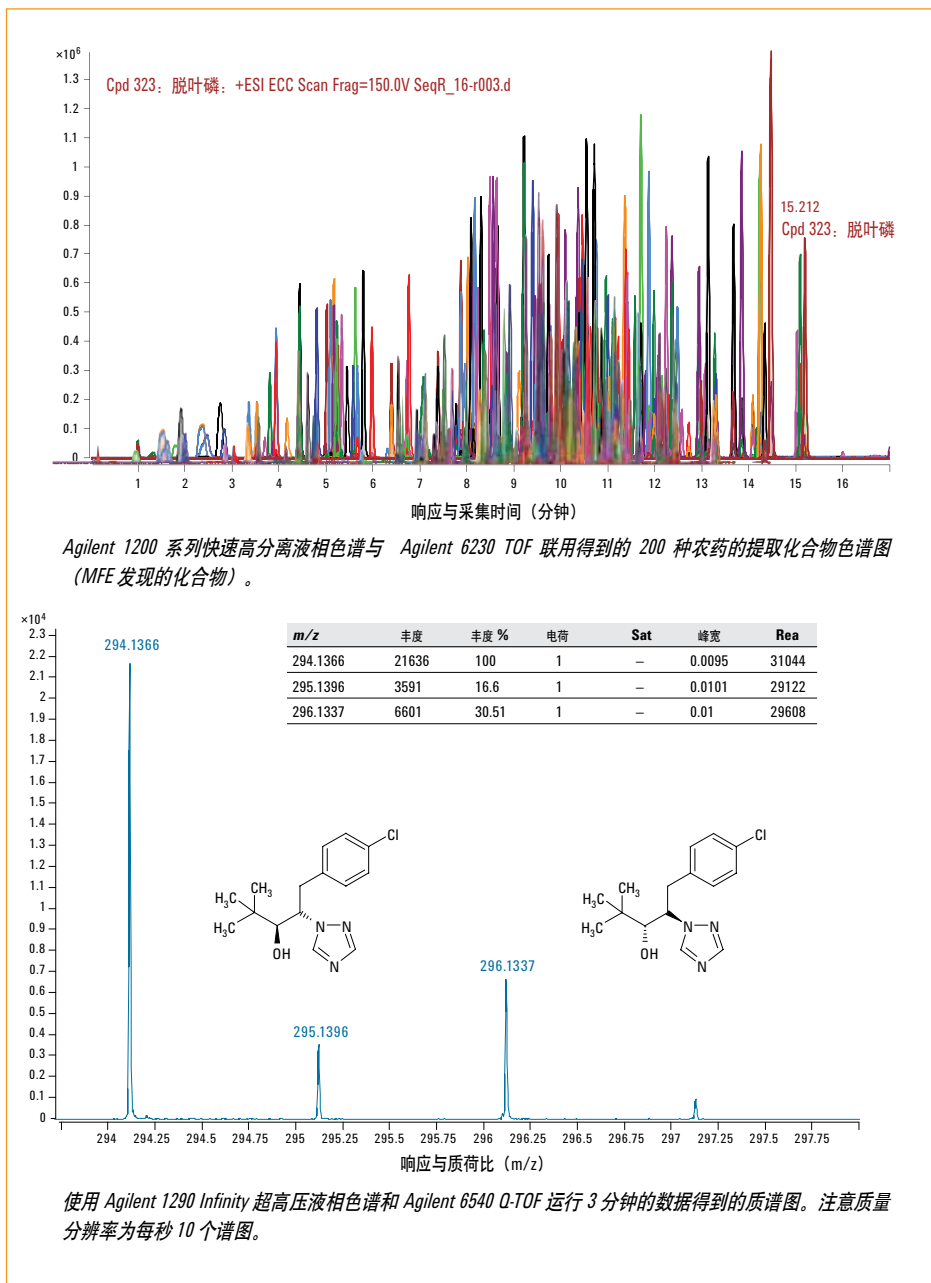 ×10⁶
Cpd 323：脱叶磷：+ESI ECC Scan Frag=150.0V SeqR_16-r003.d
1.3
1.2
1.1
1
0.9
0.8
0.7
0.6
0.5
0.4
0.3
0.2
0.1
0
15.212
Cpd 323：脱叶磷
1 2 3 4 5 6 7 8 9 10 11 12 13 14 15 16
响应与采集时间（分钟）
Agilent 1200 系列快速高分离液相色谱与 Agilent 6230 TOF 联用得到的 200 种农药的提取化合物色谱图
（MFE 发现的化合物）。
×10⁴
2.3
2.2
2.1
2
1.9
1.8
1.7
1.6
1.5
1.4
1.3
1.2
1.1
1
0.9
0.8
0.7
0.6
0.5
0.4
0.3
0.2
0.1
0
294.1366
m/z 丰度 丰度 % 电荷 Sat 峰宽 Rea
294.1366 21636 100 1 – 0.0095 31044
295.1396 3591 16.6 1 – 0.0101 29122
296.1337 6601 30.51 1 – 0.01 29608
Cl
CH₃
H₃C
H₃C
OH
N
N
N
Cl
CH₃
H₃C
H₃C
OH
N
N
N
295.1396
296.1337
294 294.25 294.5 294.75 295 295.25 295.5 295.75 296 296.25 296.5 296.75 297 297.25 297.5 297.75
响应与质荷比（m/z）
使用 Agilent 1290 Infinity 超高压液相色谱和 Agilent 6540 Q-TOF 运行 3 分钟的数据得到的质谱图。注意质量
分辨率为每秒 10 个谱图。